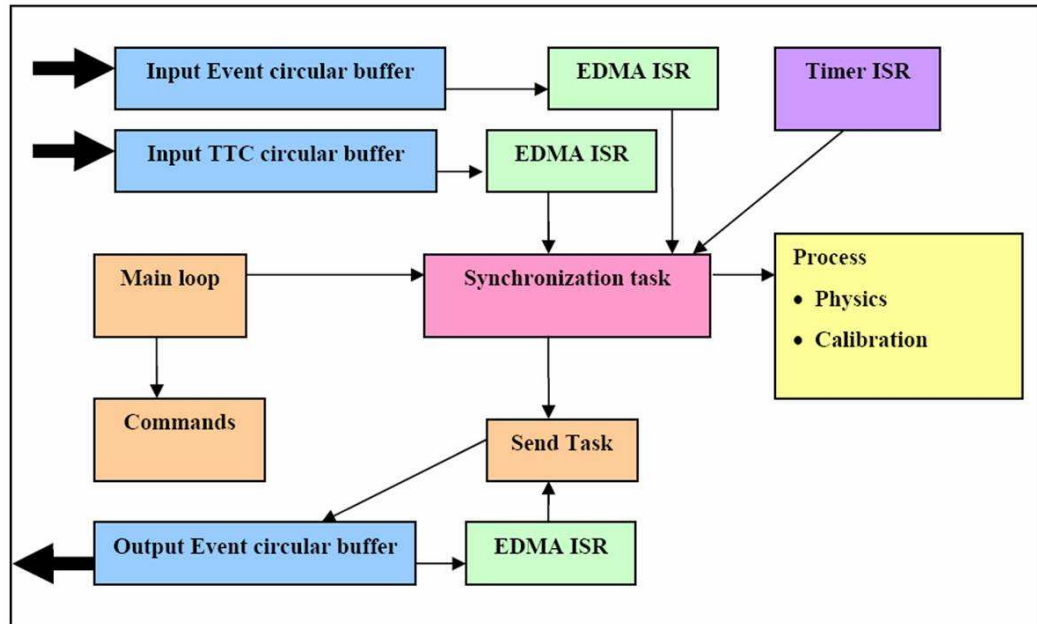 Input Event circular buffer
EDMA ISR
Timer ISR
Input TTC circular buffer
EDMA ISR
Main loop
Synchronization task
Process
• Physics
• Calibration
Commands
Send Task
Output Event circular buffer
EDMA ISR